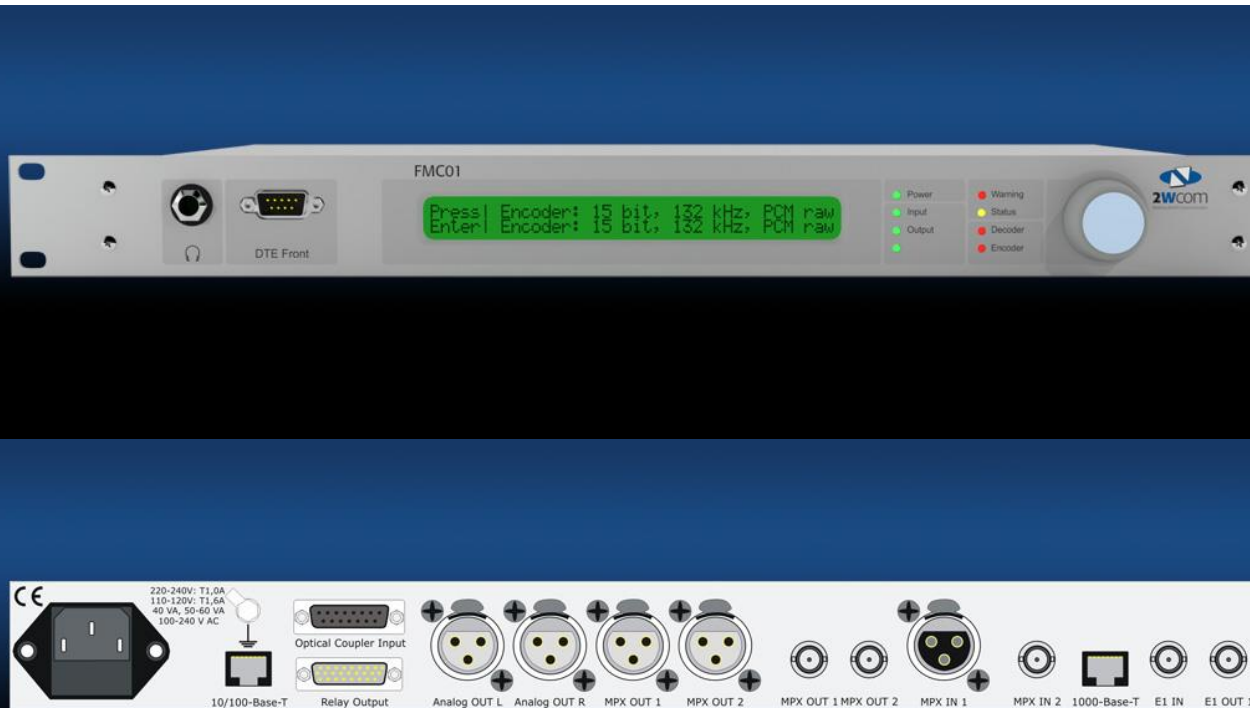 FMC01
Press| Encoder: 15 bit, 132 kHz, PCM raw
Enter| Encoder: 15 bit, 132 kHz, PCM raw
Power
Input
Output
Warning
Status
Decoder
Encoder
2wcom
DTE Front
CE
220-240V: T1,0A
110-120V: T1,6A
40 VA, 50-60 VA
100-240 V AC
Optical Coupler Input
10/100-Base-T
Relay Output
Analog OUT L
Analog OUT R
MPX OUT 1
MPX OUT 2
MPX OUT 1
MPX OUT 2
MPX IN 1
MPX IN 2
1000-Base-T
E1 IN
E1 OUT 1